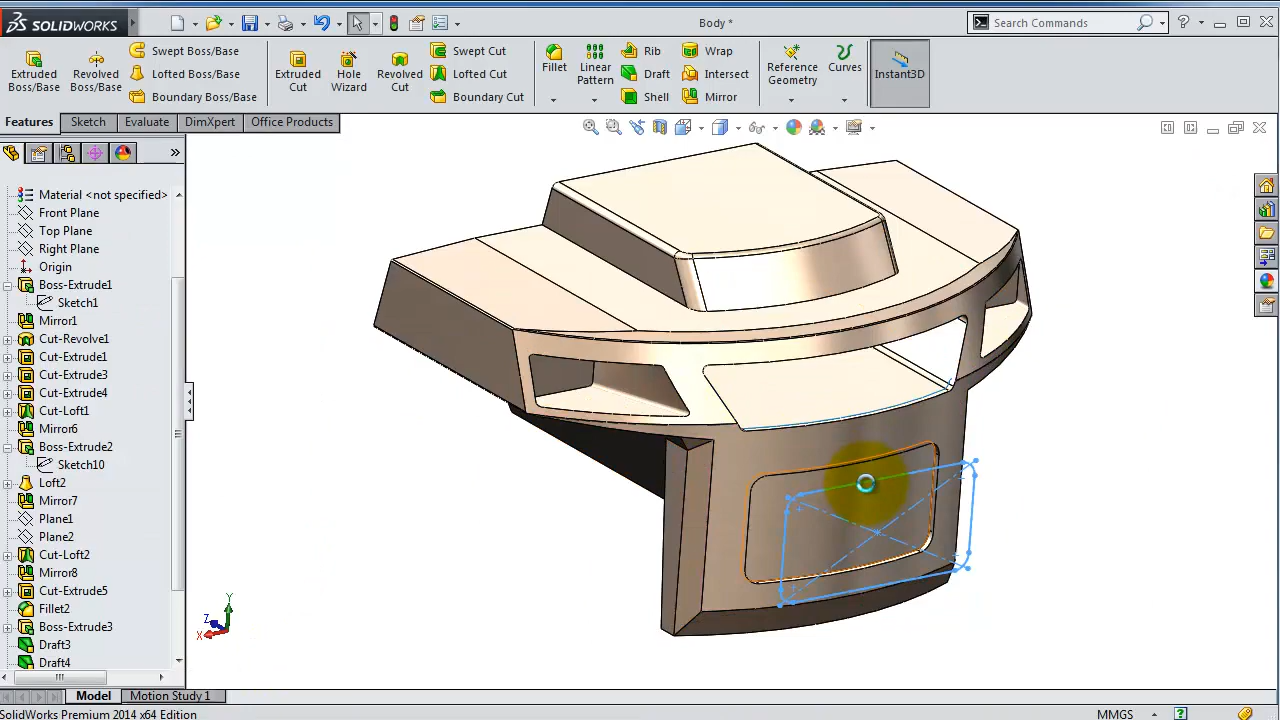 SOLIDWORKS
Body *
Search Commands
Extruded Boss/Base
Revolved Boss/Base
Swept Boss/Base
Lofted Boss/Base
Boundary Boss/Base
Extruded Cut
Hole Wizard
Revolved Cut
Swept Cut
Lofted Cut
Boundary Cut
Fillet
Linear Pattern
Rib
Draft
Shell
Wrap
Intersect
Mirror
Reference Geometry
Curves
Instant3D
Features
Sketch
Evaluate
DimXpert
Office Products
Material <not specified>
Front Plane
Top Plane
Right Plane
Origin
Boss-Extrude1
Sketch1
Mirror1
Cut-Revolve1
Cut-Extrude1
Cut-Extrude3
Cut-Extrude4
Cut-Loft1
Mirror6
Boss-Extrude2
Sketch10
Loft2
Mirror7
Plane1
Plane2
Cut-Loft2
Mirror8
Cut-Extrude5
Fillet2
Boss-Extrude3
Draft3
Draft4
Y
Z
X
Model
Motion Study 1
SolidWorks Premium 2014 x64 Edition
MMGS